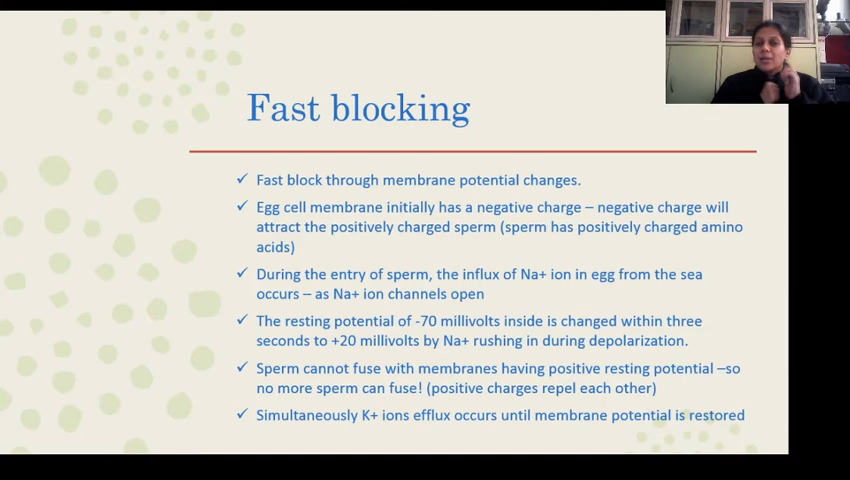 Fast blocking
✓ Fast block through membrane potential changes.
✓ Egg cell membrane initially has a negative charge – negative charge will
attract the positively charged sperm (sperm has positively charged amino
acids)
✓ During the entry of sperm, the influx of Na+ ion in egg from the sea
occurs – as Na+ ion channels open
✓ The resting potential of -70 millivolts inside is changed within three
seconds to +20 millivolts by Na+ rushing in during depolarization.
✓ Sperm cannot fuse with membranes having positive resting potential –so
no more sperm can fuse! (positive charges repel each other)
✓ Simultaneously K+ ions efflux occurs until membrane potential is restored